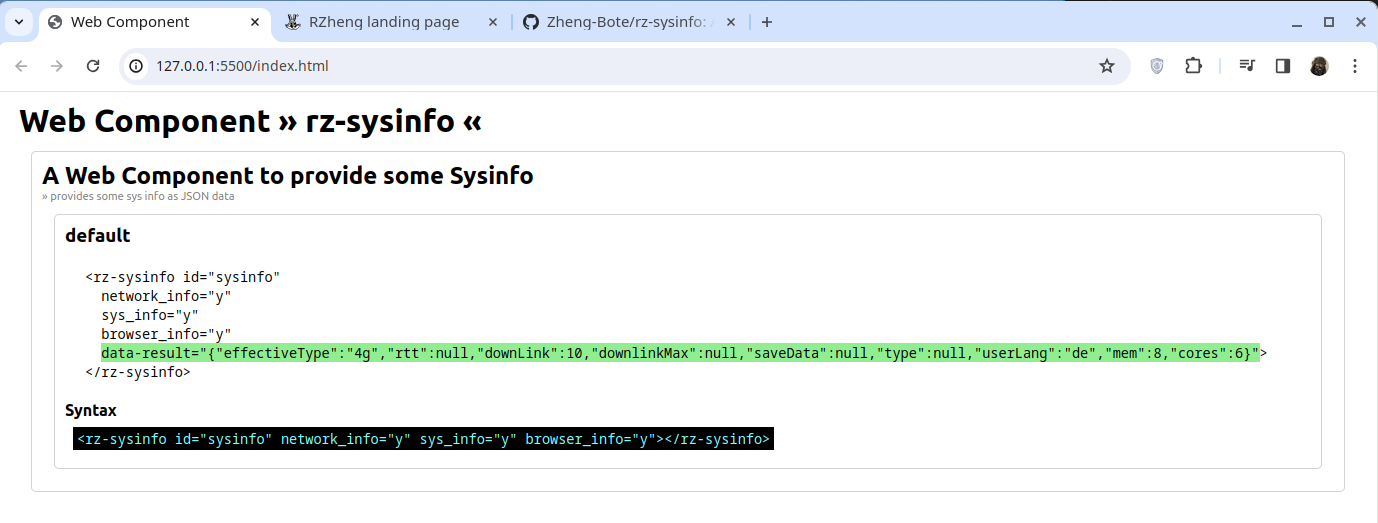 Web Component
RZheng landing page
Zheng-Bote/rz-sysinfo:
127.0.0.1:5500/index.html
Web Component » rz-sysinfo «
A Web Component to provide some Sysinfo
» provides some sys info as JSON data
default
<rz-sysinfo id="sysinfo"
network_info="y"
sys_info="y"
browser_info="y"
data-result="{"effectiveType":"4g","rtt":null,"downLink":10,"downlinkMax":null,"saveData":null,"type":null,"userLang":"de","mem":8,"cores":6}">
</rz-sysinfo>
Syntax
<rz-sysinfo id="sysinfo" network_info="y" sys_info="y" browser_info="y"></rz-sysinfo>